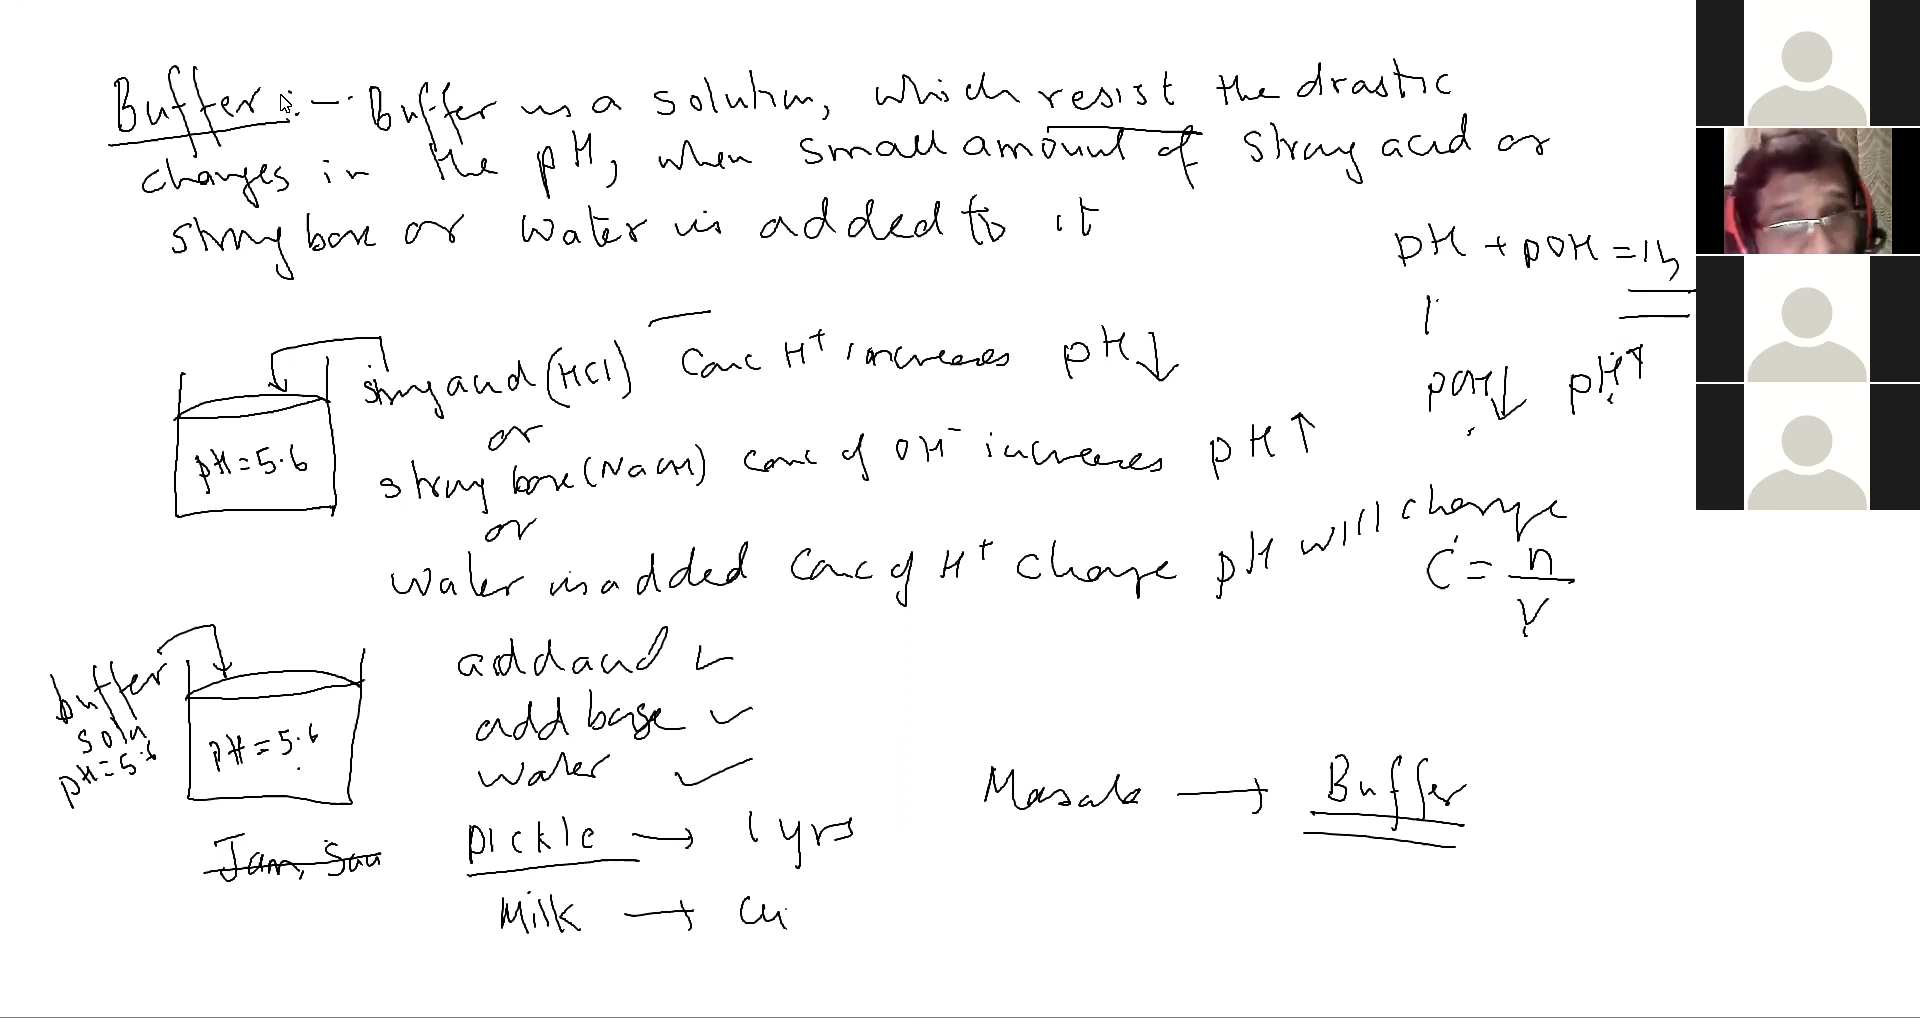 Buffer :- Buffer is a solution, which resist the drastic
changes in the pH, when small amount of strong acid or
strong base or water is added to it
pH + pOH = 14
strong acid (HCl) Conc H⁺ increases pH ↓
pOH ↓ pH ↑
or
pH = 5.6
strong base (NaOH) conc of OH⁻ increases pH ↑
or
water is added Conc of H⁺ change pH will change
C = n/V
buffer
soln
pH = 5.6
pH = 5.6
add acid ✓
add base ✓
water ✓
Masala → Buffer
pickle → 1 yrs
Jam, Sau
Milk → cu